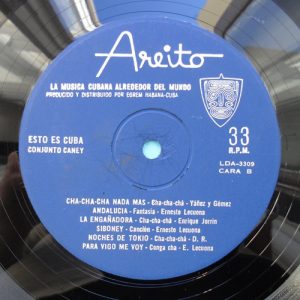 Areito
LA MUSICA CUBANA ALREDEDOR DEL MUNDO
PRODUCIDO Y DISTRIBUIDO POR EGREM HABANA-CUBA
ESTO ES CUBA
CONJUNTO CANEY
33
R.P.M.
LDA-3309
CARA B
CHA-CHA-CHA NADA MAS - Cha-cha-chá - Yáñez y Gómez
ANDALUCIA - Fantasía - Ernesto Lecuona
LA ENGAÑADORA - Cha-cha-chá - Enrique Jorrín
SIBONEY - Canción - Ernesto Lecuona
NOCHES DE TOKIO - Cha-cha-chá - D. R.
PARA VIGO ME VOY - Conga cha - E. Lecuona